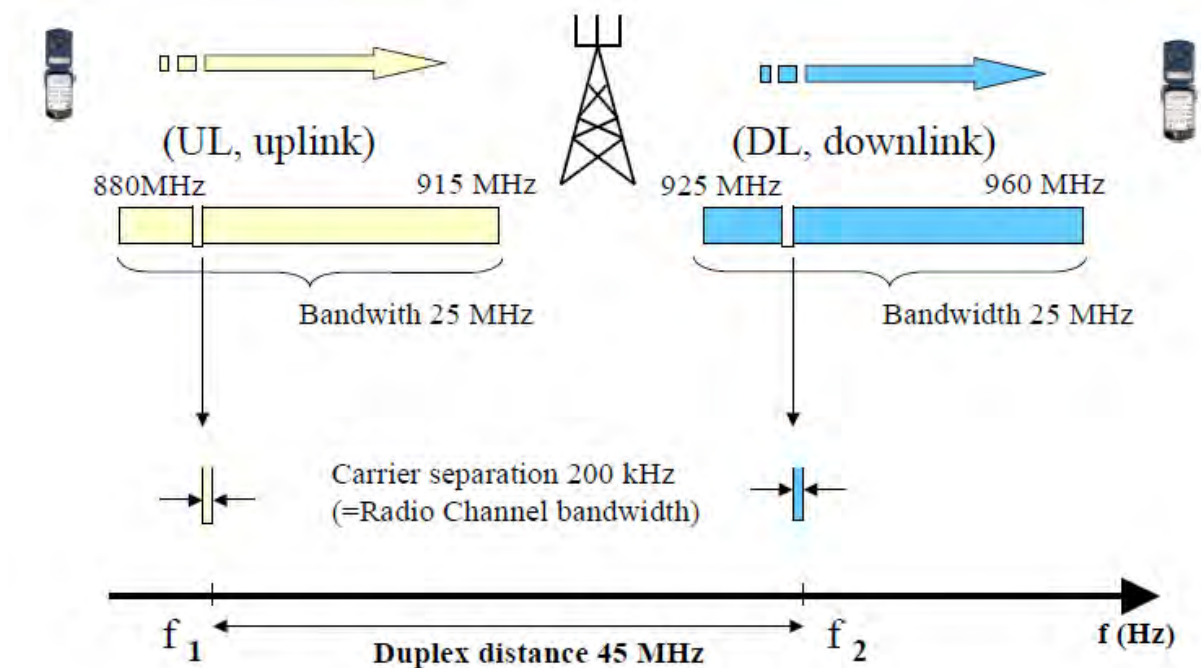 (UL, uplink)
(DL, downlink)
880MHz
915 MHz
925 MHz
960 MHz
Bandwith 25 MHz
Bandwidth 25 MHz
Carrier separation 200 kHz
(=Radio Channel bandwidth)
f 1
Duplex distance 45 MHz
f 2
f (Hz)